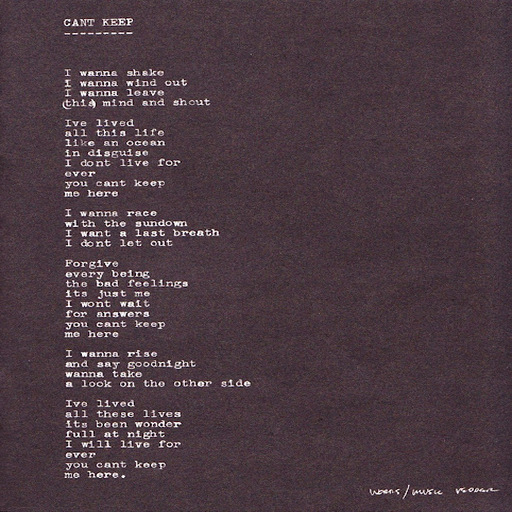 CANT KEEP
I wanna shake
I wanna wind out
I wanna leave
(this) mind and shout
Ive lived
all this life
like an ocean
in disguise
I dont live for
ever
you cant keep
me here
I wanna race
with the sundown
I want a last breath
I dont let out
Forgive
every being
the bad feelings
its just me
I wont wait
for answers
you cant keep
me here
I wanna rise
and say goodnight
wanna take
a look on the other side
Ive lived
all these lives
its been wonder
full at night
I will live for
ever
you cant keep
me here.
WORDS/MUSIC VEDDER